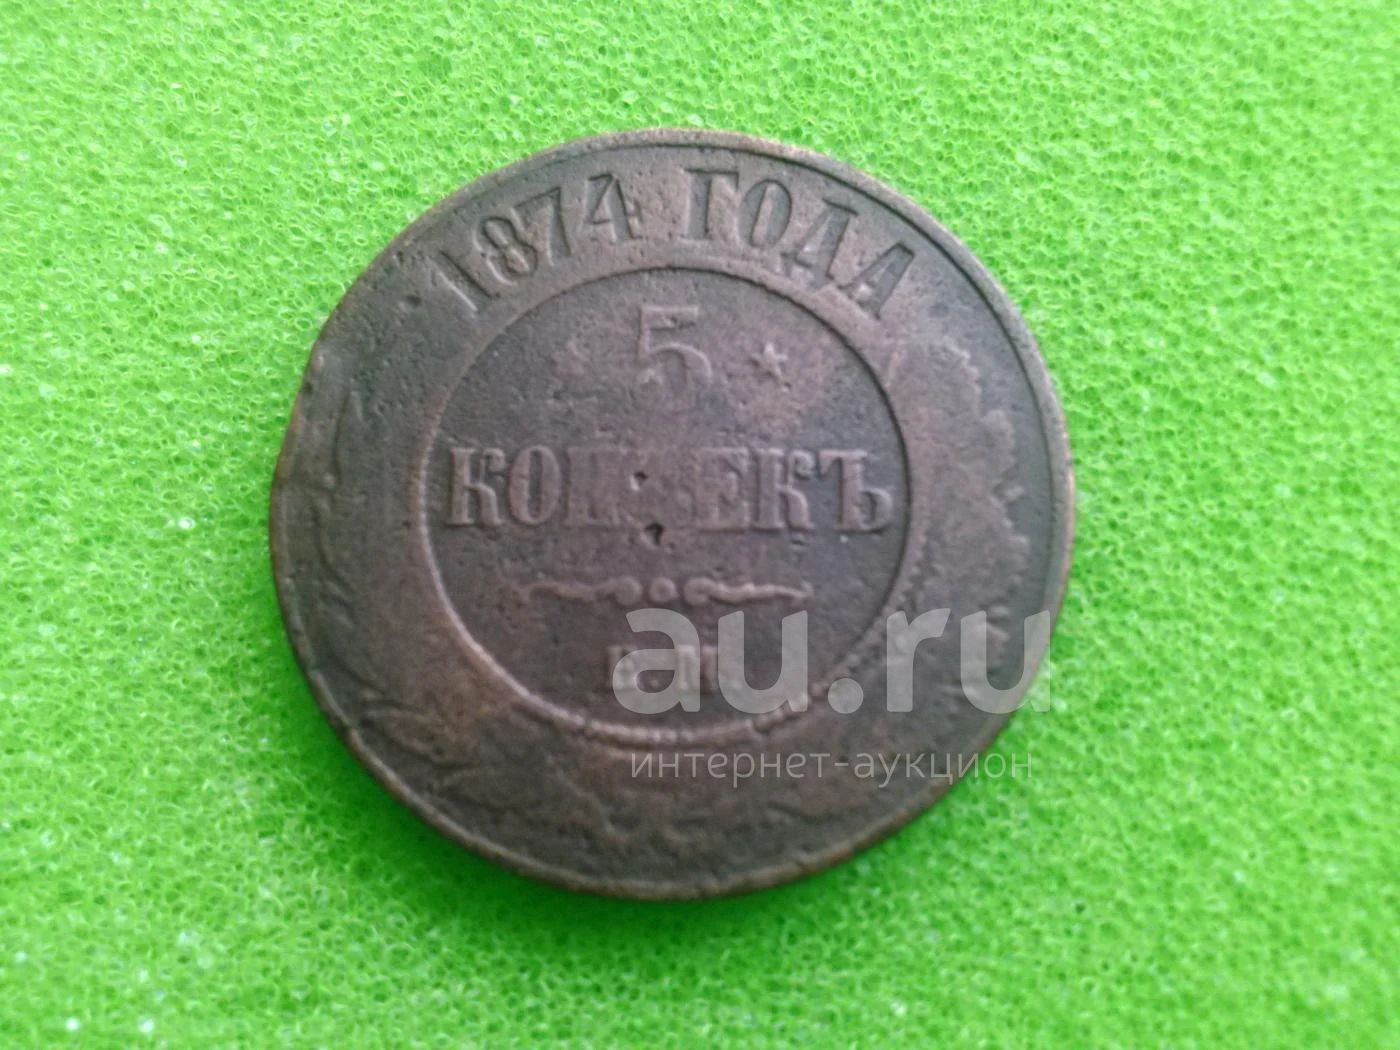 1874 ГОДА
5
КОПѢЕКЪ
Е.М.
au.ru
интернет-аукцион